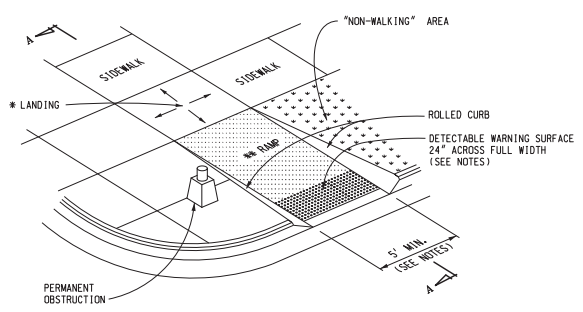 A
"NON-WALKING" AREA
SIDEWALK
SIDEWALK
* LANDING
ROLLED CURB
DETECTABLE WARNING SURFACE
24" ACROSS FULL WIDTH
(SEE NOTES)
** RAMP
5' MIN.
(SEE NOTES)
A
PERMANENT
OBSTRUCTION